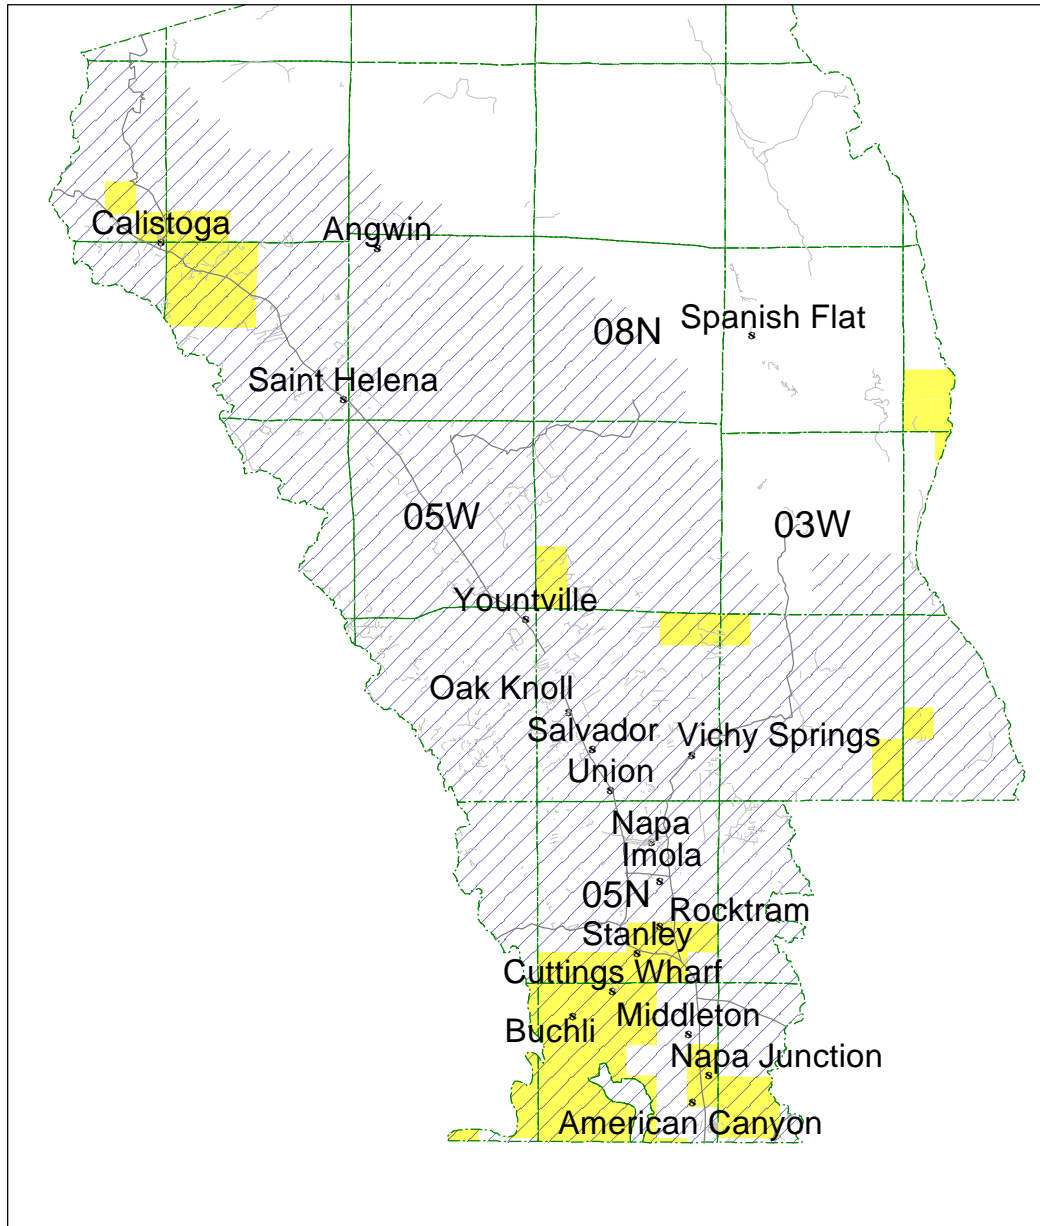 Calistoga
Angwin
Spanish Flat
08N
Saint Helena
05W
03W
Yountville
Oak Knoll
Salvador
Vichy Springs
Union
Napa
Imola
05N
Rocktram
Stanley
Cuttings Wharf
Middleton
Buchli
Napa Junction
American Canyon